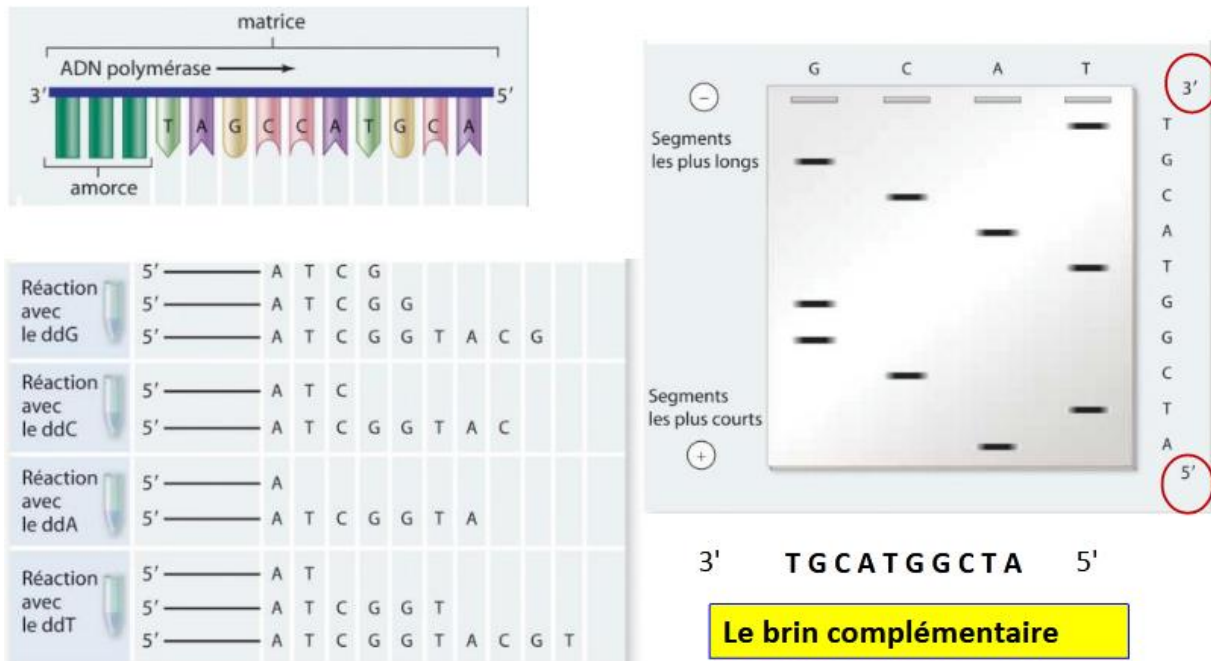 matrice
ADN polymérase
3' 5'
T A G C C A T G C A
amorce
Réaction
avec
le ddG
5' A T C G
5' A T C G G
5' A T C G G T A C G
Réaction
avec
le ddC
5' A T C
5' A T C G G T A C
Réaction
avec
le ddA
5' A
5' A T C G G T A
Réaction
avec
le ddT
5' A T
5' A T C G G T
5' A T C G G T A C G T
G C A T
−
Segments
les plus longs
Segments
les plus courts
+
3'
T
G
C
A
T
G
G
C
T
A
5'
3' T G C A T G G C T A 5'
Le brin complémentaire